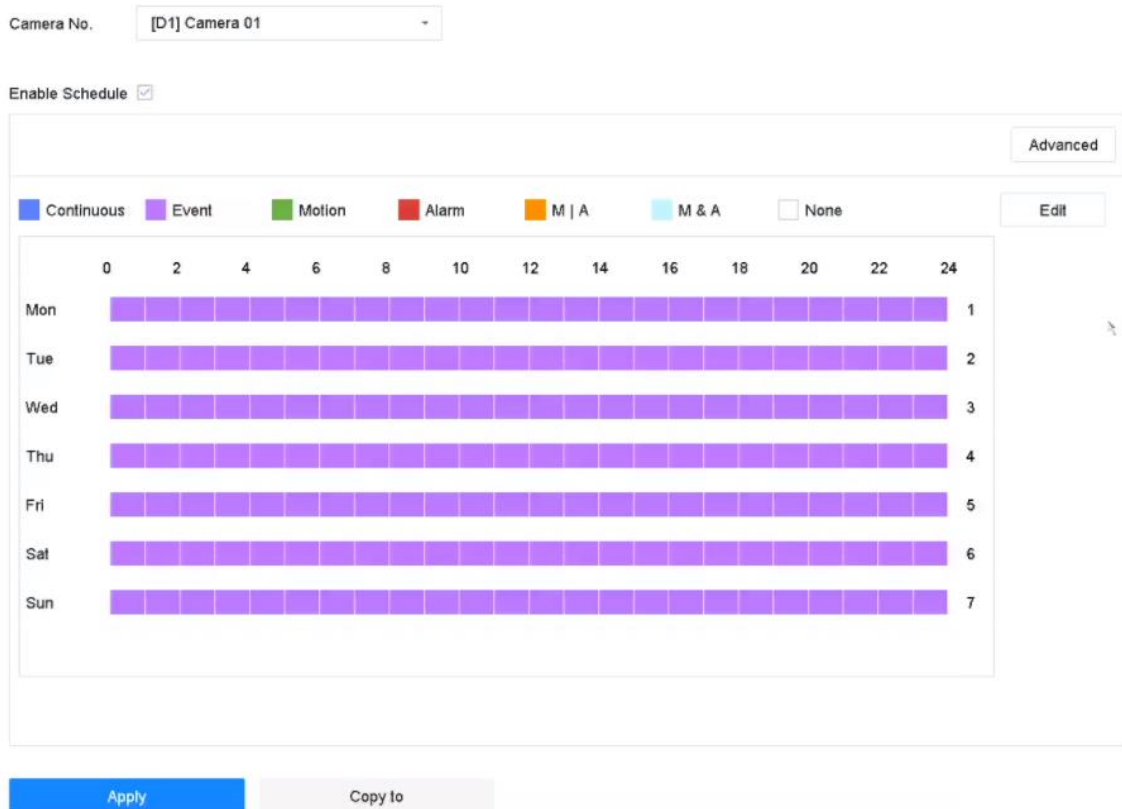 Camera No. [D1] Camera 01
Enable Schedule
Advanced
Continuous Event Motion Alarm M | A M & A None Edit
0 2 4 6 8 10 12 14 16 18 20 22 24
Mon 1
Tue 2
Wed 3
Thu 4
Fri 5
Sat 6
Sun 7
Apply Copy to